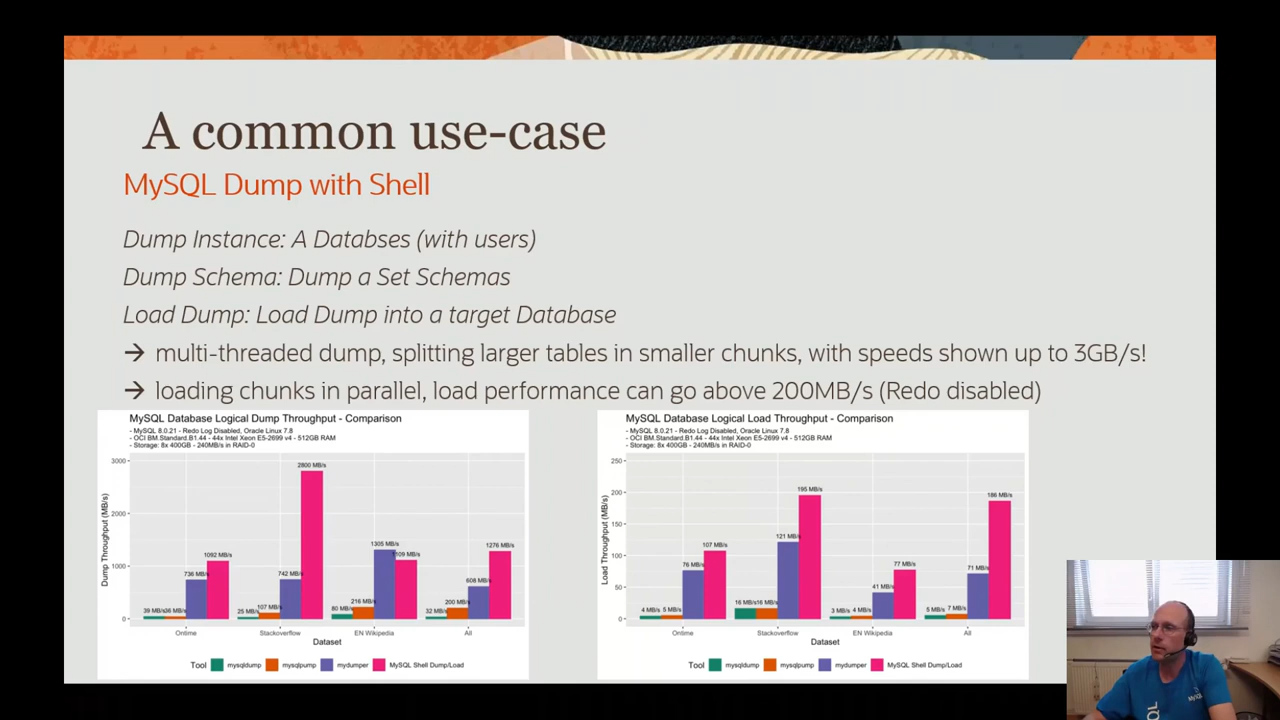 A common use-case
MySQL Dump with Shell
Dump Instance: A Databses (with users)
Dump Schema: Dump a Set Schemas
Load Dump: Load Dump into a target Database
→ multi-threaded dump, splitting larger tables in smaller chunks, with speeds shown up to 3GB/s!
→ loading chunks in parallel, load performance can go above 200MB/s (Redo disabled)
MySQL Database Logical Dump Throughput - Comparison
- MySQL 8.0.21 - Redo Log Disabled, Oracle Linux 7.8
- OCI BM.Standard.B1.44 - 44x Intel Xeon E5-2699 v4 - 512GB RAM
- Storage: 8x 400GB - 240MB/s in RAID-0
Dump Throughput (MB/s)
3000
2000
1000
0
39 MB/s
736 MB/s
1092 MB/s
25 MB/s
107 MB/s
742 MB/s
2800 MB/s
80 MB/s
216 MB/s
1305 MB/s
1109 MB/s
32 MB/s
200 MB/s
608 MB/s
1276 MB/s
Ontime Stackoverflow EN Wikipedia All
Dataset
Tool mysqldump mysqlpump mydumper MySQL Shell Dump/Load
MySQL Database Logical Load Throughput - Comparison
- MySQL 8.0.21 - Redo Log Disabled, Oracle Linux 7.8
- OCI BM.Standard.B1.44 - 44x Intel Xeon E5-2699 v4 - 512GB RAM
- Storage: 8x 400GB - 240MB/s in RAID-0
Load Throughput (MB/s)
250
200
150
100
50
0
4 MB/s
5 MB/s
76 MB/s
107 MB/s
16 MB/s
16 MB/s
121 MB/s
195 MB/s
3 MB/s
4 MB/s
41 MB/s
77 MB/s
5 MB/s
7 MB/s
71 MB/s
186 MB/s
Ontime Stackoverflow EN Wikipedia All
Dataset
Tool mysqldump mysqlpump mydumper MySQL Shell Dump/Load